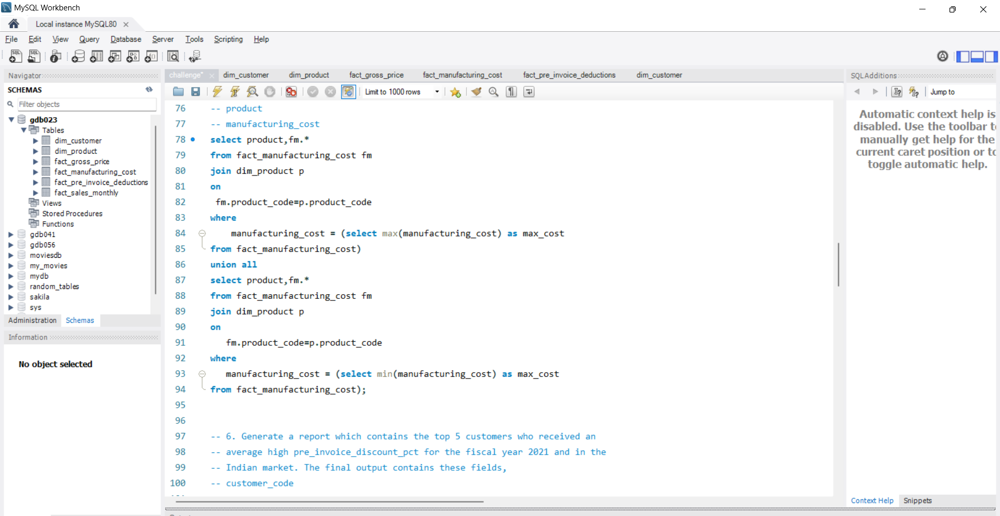 MySQL Workbench
Local instance MySQL80
File Edit View Query Database Server Tools Scripting Help
Navigator
SCHEMAS
Filter objects
gdb023
Tables
dim_customer
dim_product
fact_gross_price
fact_manufacturing_cost
fact_pre_invoice_deductions
fact_sales_monthly
Views
Stored Procedures
Functions
gdb041
gdb056
moviesdb
my_movies
mydb
random_tables
sakila
sys
Administration Schemas
Information
No object selected
challenge* dim_customer dim_product fact_gross_price fact_manufacturing_cost fact_pre_invoice_deductions dim_customer
Limit to 1000 rows
76 -- product
77 -- manufacturing_cost
78 select product,fm.*
79 from fact_manufacturing_cost fm
80 join dim_product p
81 on
82 fm.product_code=p.product_code
83 where
84 manufacturing_cost = (select max(manufacturing_cost) as max_cost
85 from fact_manufacturing_cost)
86 union all
87 select product,fm.*
88 from fact_manufacturing_cost fm
89 join dim_product p
90 on
91 fm.product_code=p.product_code
92 where
93 manufacturing_cost = (select min(manufacturing_cost) as max_cost
94 from fact_manufacturing_cost);
95
96
97 -- 6. Generate a report which contains the top 5 customers who received an
98 -- average high pre_invoice_discount_pct for the fiscal year 2021 and in the
99 -- Indian market. The final output contains these fields,
100 -- customer_code
SQLAdditions
Jump to
Automatic context help is
disabled. Use the toolbar
manually get help for the
current caret position or
toggle automatic help.
Context Help Snippets